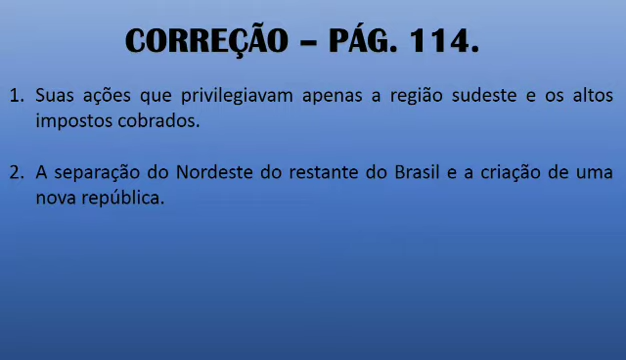 CORREÇÃO – PÁG. 114.
1. Suas ações que privilegiavam apenas a região sudeste e os altos
impostos cobrados.
2. A separação do Nordeste do restante do Brasil e a criação de uma
nova república.